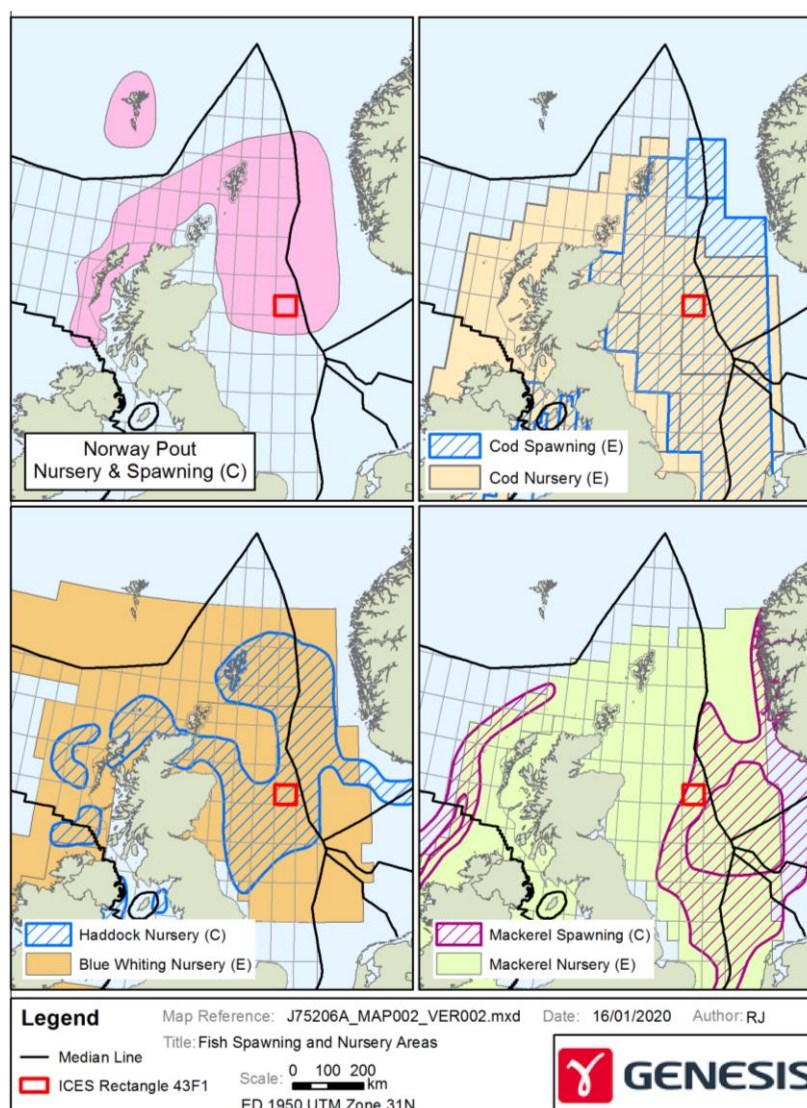 Norway Pout
Nursery & Spawning (C)
Cod Spawning (E)
Cod Nursery (E)
Haddock Nursery (C)
Blue Whiting Nursery (E)
Mackerel Spawning (C)
Mackerel Nursery (E)
Legend
Median Line
ICES Rectangle 43F1
Map Reference: J75206A_MAP002_VER002.mxd Date: 16/01/2020 Author: RJ
Title: Fish Spawning and Nursery Areas
Scale: 0 100 200
km
ED 1950 UTM Zone 31N
GENESIS